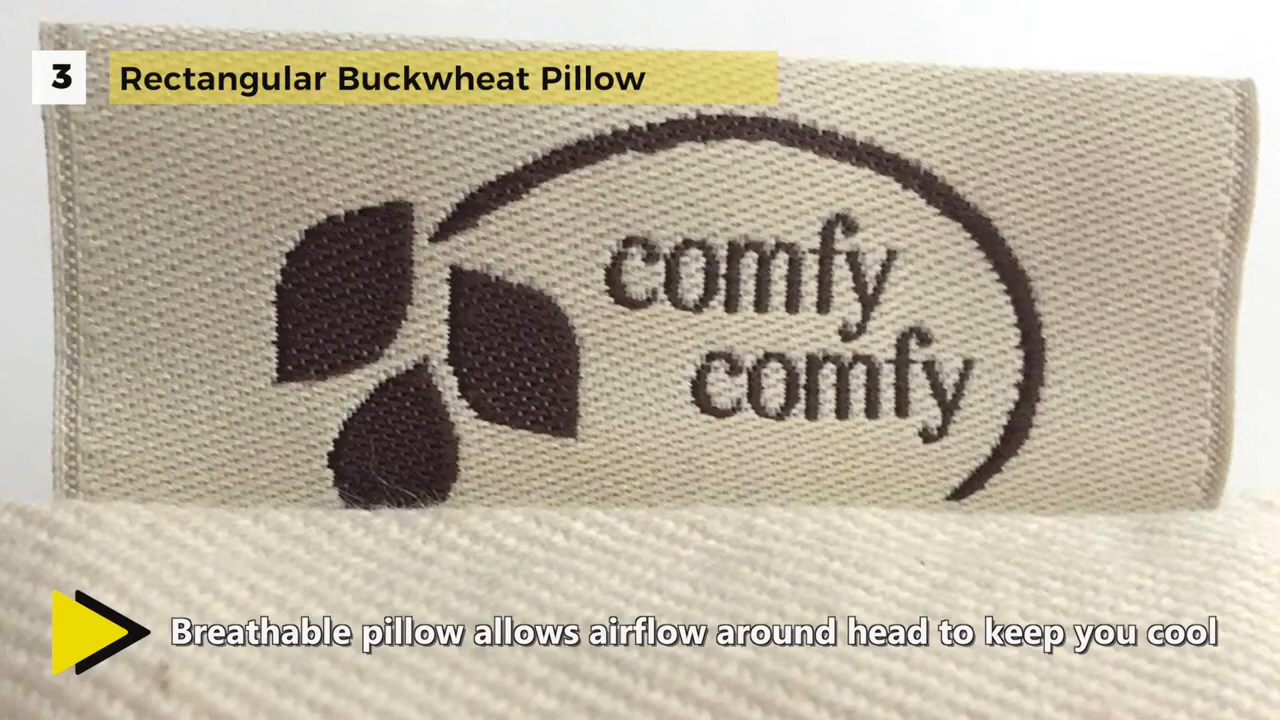 3
Rectangular Buckwheat Pillow
comfy
comfy
Breathable pillow allows airflow around head to keep you cool